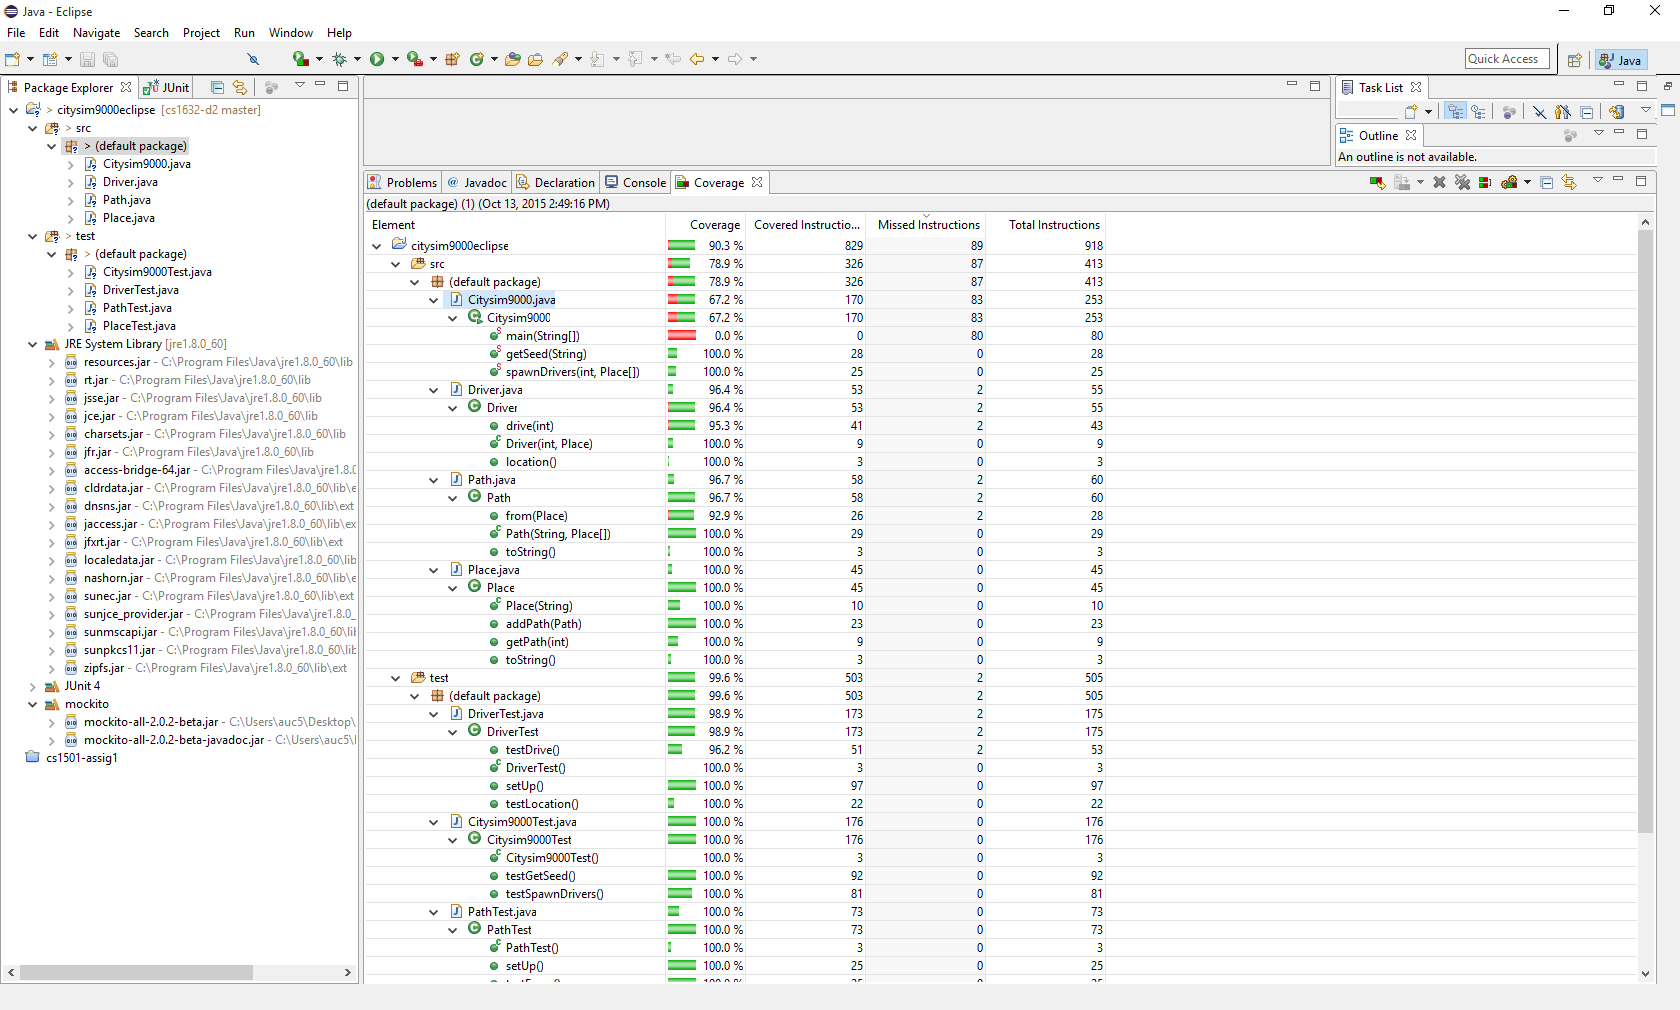 Java - Eclipse
File Edit Navigate Search Project Run Window Help
Quick Access
Java
Package Explorer
JUnit
> citysim9000eclipse [cs1632-d2 master]
> src
> (default package)
Citysim9000.java
Driver.java
Path.java
Place.java
> test
> (default package)
Citysim9000Test.java
DriverTest.java
PathTest.java
PlaceTest.java
JRE System Library [jre1.8.0_60]
resources.jar - C:\Program Files\Java\jre1.8.0_60\lib
rt.jar - C:\Program Files\Java\jre1.8.0_60\lib
jsse.jar - C:\Program Files\Java\jre1.8.0_60\lib
jce.jar - C:\Program Files\Java\jre1.8.0_60\lib
charsets.jar - C:\Program Files\Java\jre1.8.0_60\lib
jfr.jar - C:\Program Files\Java\jre1.8.0_60\lib
access-bridge-64.jar - C:\Program Files\Java\jre1.8.0
cldrdata.jar - C:\Program Files\Java\jre1.8.0_60\lib\e
dnsns.jar - C:\Program Files\Java\jre1.8.0_60\lib\ext
jaccess.jar - C:\Program Files\Java\jre1.8.0_60\lib\ex
jfxrt.jar - C:\Program Files\Java\jre1.8.0_60\lib\ext
localedata.jar - C:\Program Files\Java\jre1.8.0_60\lib
nashorn.jar - C:\Program Files\Java\jre1.8.0_60\lib\e
sunec.jar - C:\Program Files\Java\jre1.8.0_60\lib\ext
sunjce_provider.jar - C:\Program Files\Java\jre1.8.0_
sunmscapi.jar - C:\Program Files\Java\jre1.8.0_60\lib
sunpkcs11.jar - C:\Program Files\Java\jre1.8.0_60\lib
zipfs.jar - C:\Program Files\Java\jre1.8.0_60\lib\ext
JUnit 4
mockito
mockito-all-2.0.2-beta.jar - C:\Users\auc5\Desktop\
mockito-all-2.0.2-beta-javadoc.jar - C:\Users\auc5\
cs1501-assig1
Task List
Outline
An outline is not available.
Problems @ Javadoc Declaration Console Coverage
(default package) (1) (Oct 13, 2015 2:49:16 PM)
Element Coverage Covered Instructio... Missed Instructions Total Instructions
citysim9000eclipse 90.3 % 829 89 918
src 78.9 % 326 87 413
(default package) 78.9 % 326 87 413
Citysim9000.java 67.2 % 170 83 253
Citysim9000 67.2 % 170 83 253
main(String[]) 0.0 % 0 80 80
getSeed(String) 100.0 % 28 0 28
spawnDrivers(int, Place[]) 100.0 % 25 0 25
Driver.java 96.4 % 53 2 55
Driver 96.4 % 53 2 55
drive(int) 95.3 % 41 2 43
Driver(int, Place) 100.0 % 9 0 9
location() 100.0 % 3 0 3
Path.java 96.7 % 58 2 60
Path 96.7 % 58 2 60
from(Place) 92.9 % 26 2 28
Path(String, Place[]) 100.0 % 29 0 29
toString() 100.0 % 3 0 3
Place.java 100.0 % 45 0 45
Place 100.0 % 45 0 45
Place(String) 100.0 % 10 0 10
addPath(Path) 100.0 % 23 0 23
getPath(int) 100.0 % 9 0 9
toString() 100.0 % 3 0 3
test 99.6 % 503 2 505
(default package) 99.6 % 503 2 505
DriverTest.java 98.9 % 173 2 175
DriverTest 98.9 % 173 2 175
testDrive() 96.2 % 51 2 53
DriverTest() 100.0 % 3 0 3
setUp() 100.0 % 97 0 97
testLocation() 100.0 % 22 0 22
Citysim9000Test.java 100.0 % 176 0 176
Citysim9000Test 100.0 % 176 0 176
Citysim9000Test() 100.0 % 3 0 3
testGetSeed() 100.0 % 92 0 92
testSpawnDrivers() 100.0 % 81 0 81
PathTest.java 100.0 % 73 0 73
PathTest 100.0 % 73 0 73
PathTest() 100.0 % 3 0 3
setUp() 100.0 % 25 0 25